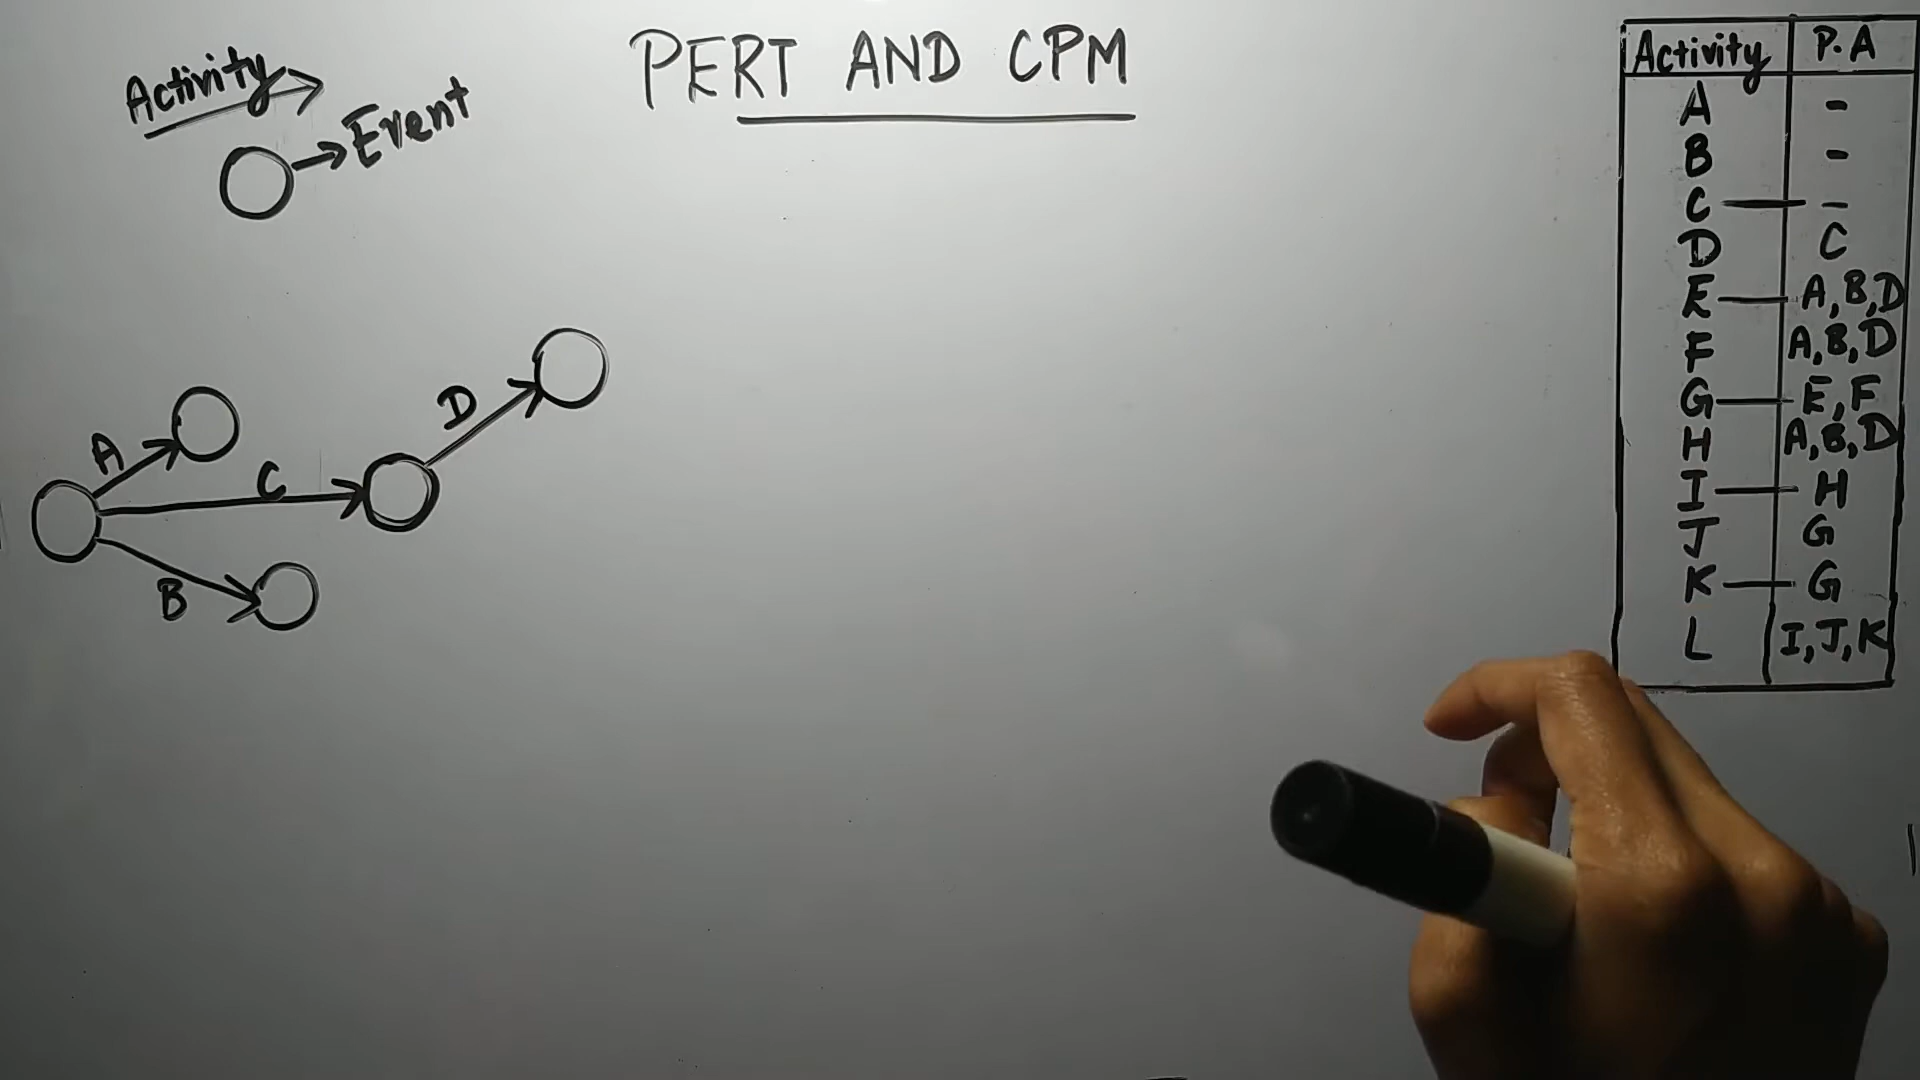 PERT AND CPM
Activity
Event
A
C
B
D
Activity P.A
A -
B -
C -
D C
E A,B,D
F A,B,D
G E,F
H A,B,D
I H
J G
K G
L I,J,K